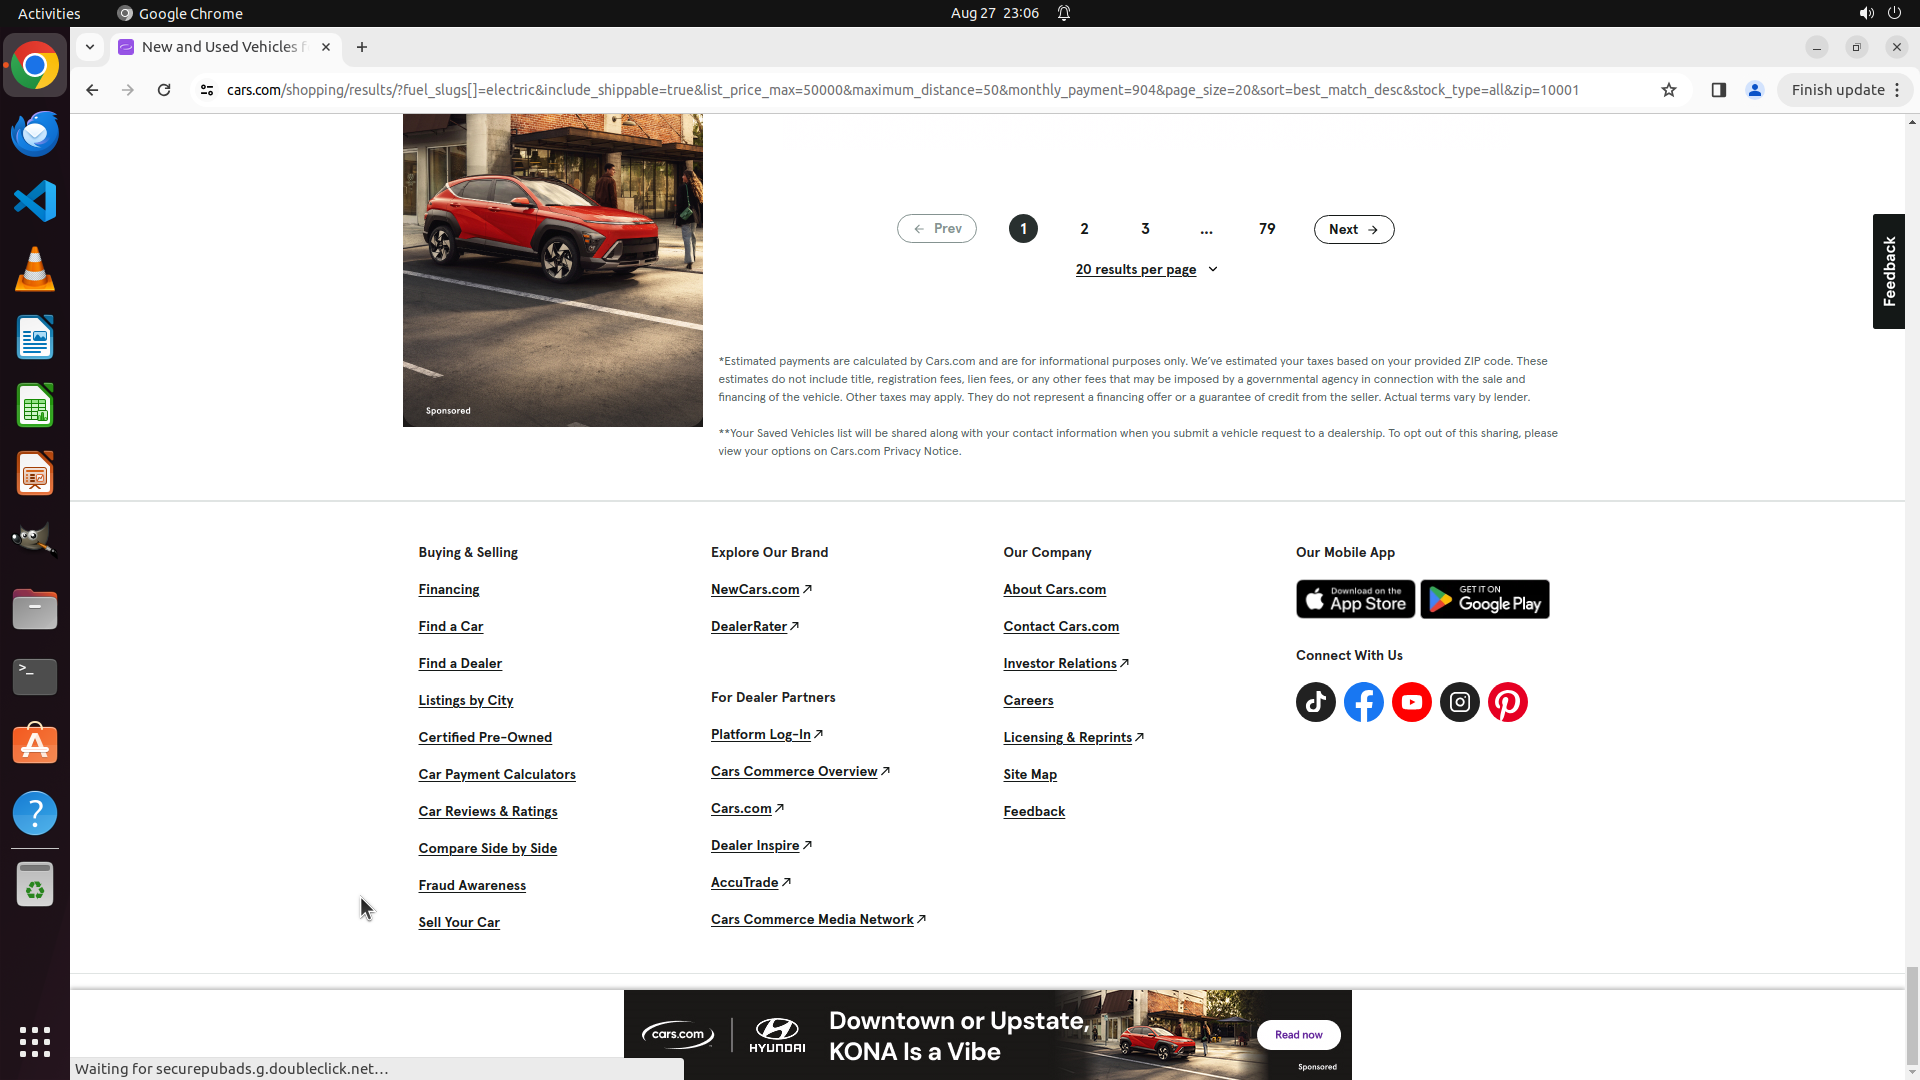 Activities
Google Chrome
Aug 27 23:06
New and Used Vehicles f
cars.com/shopping/results/?fuel_slugs[]=electric&include_shippable=true&list_price_max=50000&maximum_distance=50&monthly_payment=904&page_size=20&sort=best_match_desc&stock_type=all&zip=10001
Finish update
Sponsored
← Prev
1
2
3
...
79
Next →
20 results per page
Feedback
*Estimated payments are calculated by Cars.com and are for informational purposes only. We've estimated your taxes based on your provided ZIP code. These
estimates do not include title, registration fees, lien fees, or any other fees that may be imposed by a governmental agency in connection with the sale and
financing of the vehicle. Other taxes may apply. They do not represent a financing offer or a guarantee of credit from the seller. Actual terms vary by lender.
**Your Saved Vehicles list will be shared along with your contact information when you submit a vehicle request to a dealership. To opt out of this sharing, please
view your options on Cars.com Privacy Notice.
Buying & Selling
Financing
Find a Car
Find a Dealer
Listings by City
Certified Pre-Owned
Car Payment Calculators
Car Reviews & Ratings
Compare Side by Side
Fraud Awareness
Sell Your Car
Explore Our Brand
NewCars.com
DealerRater
For Dealer Partners
Platform Log-In
Cars Commerce Overview
Cars.com
Dealer Inspire
AccuTrade
Cars Commerce Media Network
Our Company
About Cars.com
Contact Cars.com
Investor Relations
Careers
Licensing & Reprints
Site Map
Feedback
Our Mobile App
Download on the
App Store
GET IT ON
Google Play
Connect With Us
cars.com
HYUNDAI
Downtown or Upstate,
KONA Is a Vibe
Read now
Sponsored
Waiting for securepubads.g.doubleclick.net…